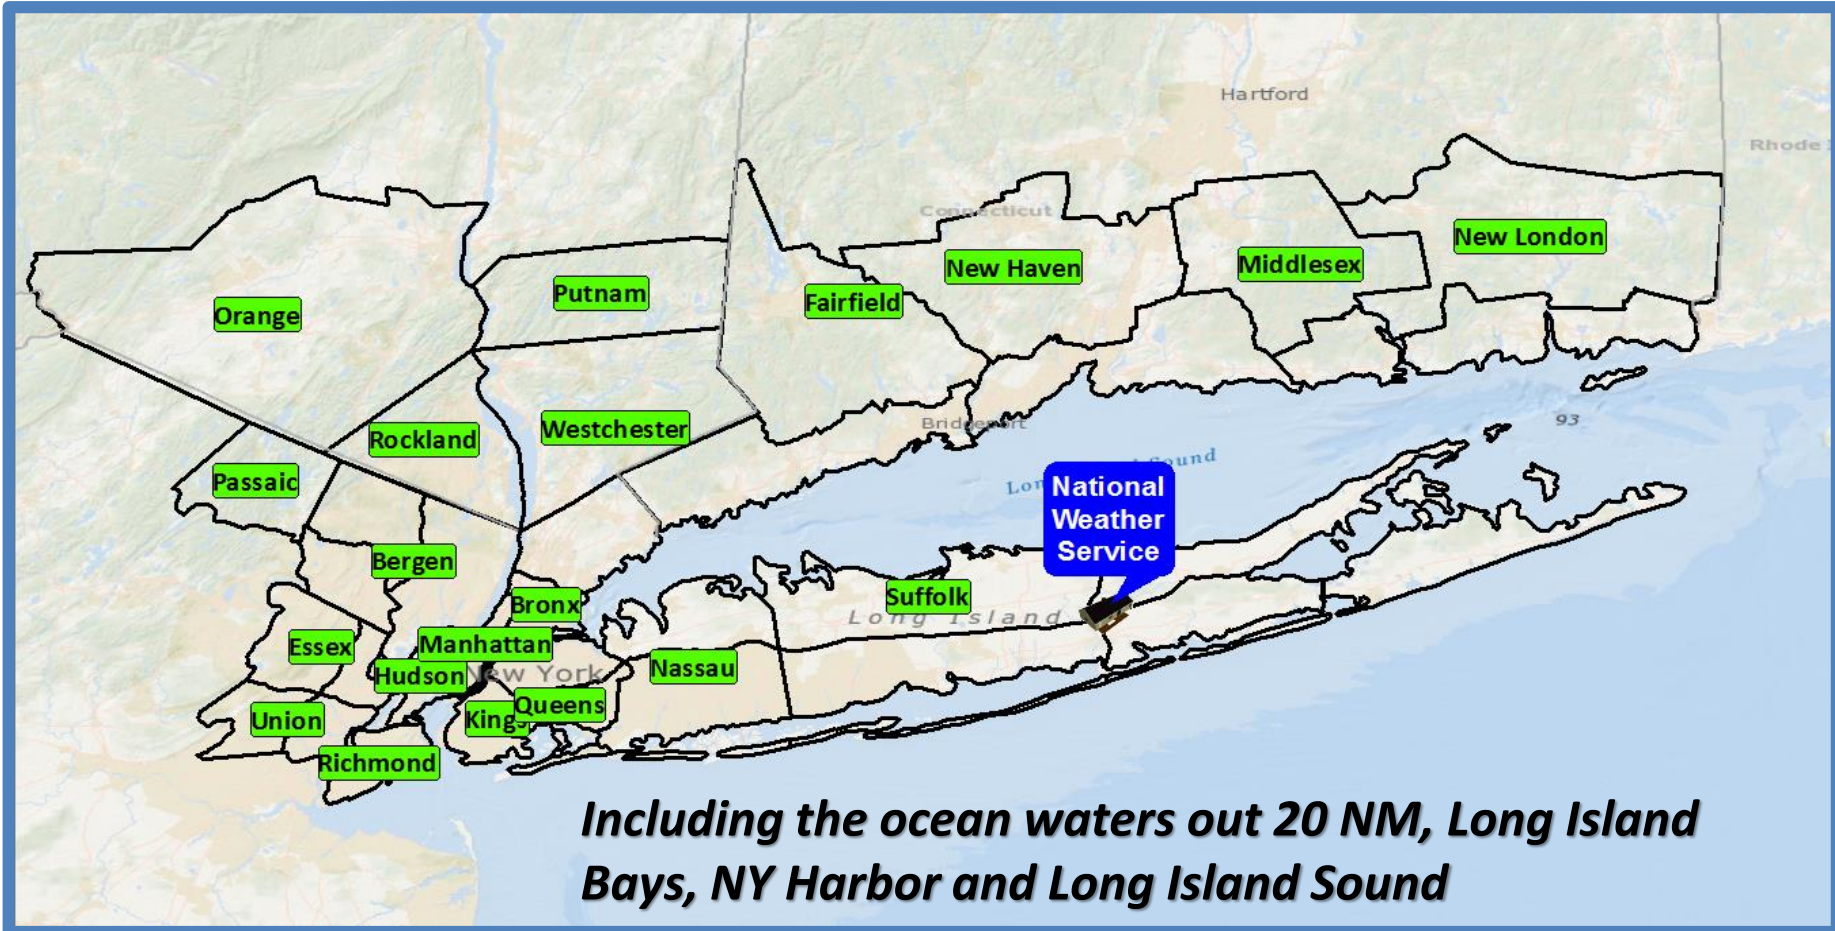 Hartford
Rhode
Connecticut
New London
New Haven
Middlesex
Putnam
Fairfield
Orange
Rockland
Westchester
Bridgeport
93
Passaic
Sound
National
Weather
Service
Bergen
Bronx
Suffolk
Long Island
Essex
Manhattan
Nassau
Hudson
New York
Union
Kings
Queens
Richmond
Including the ocean waters out 20 NM, Long Island
Bays, NY Harbor and Long Island Sound